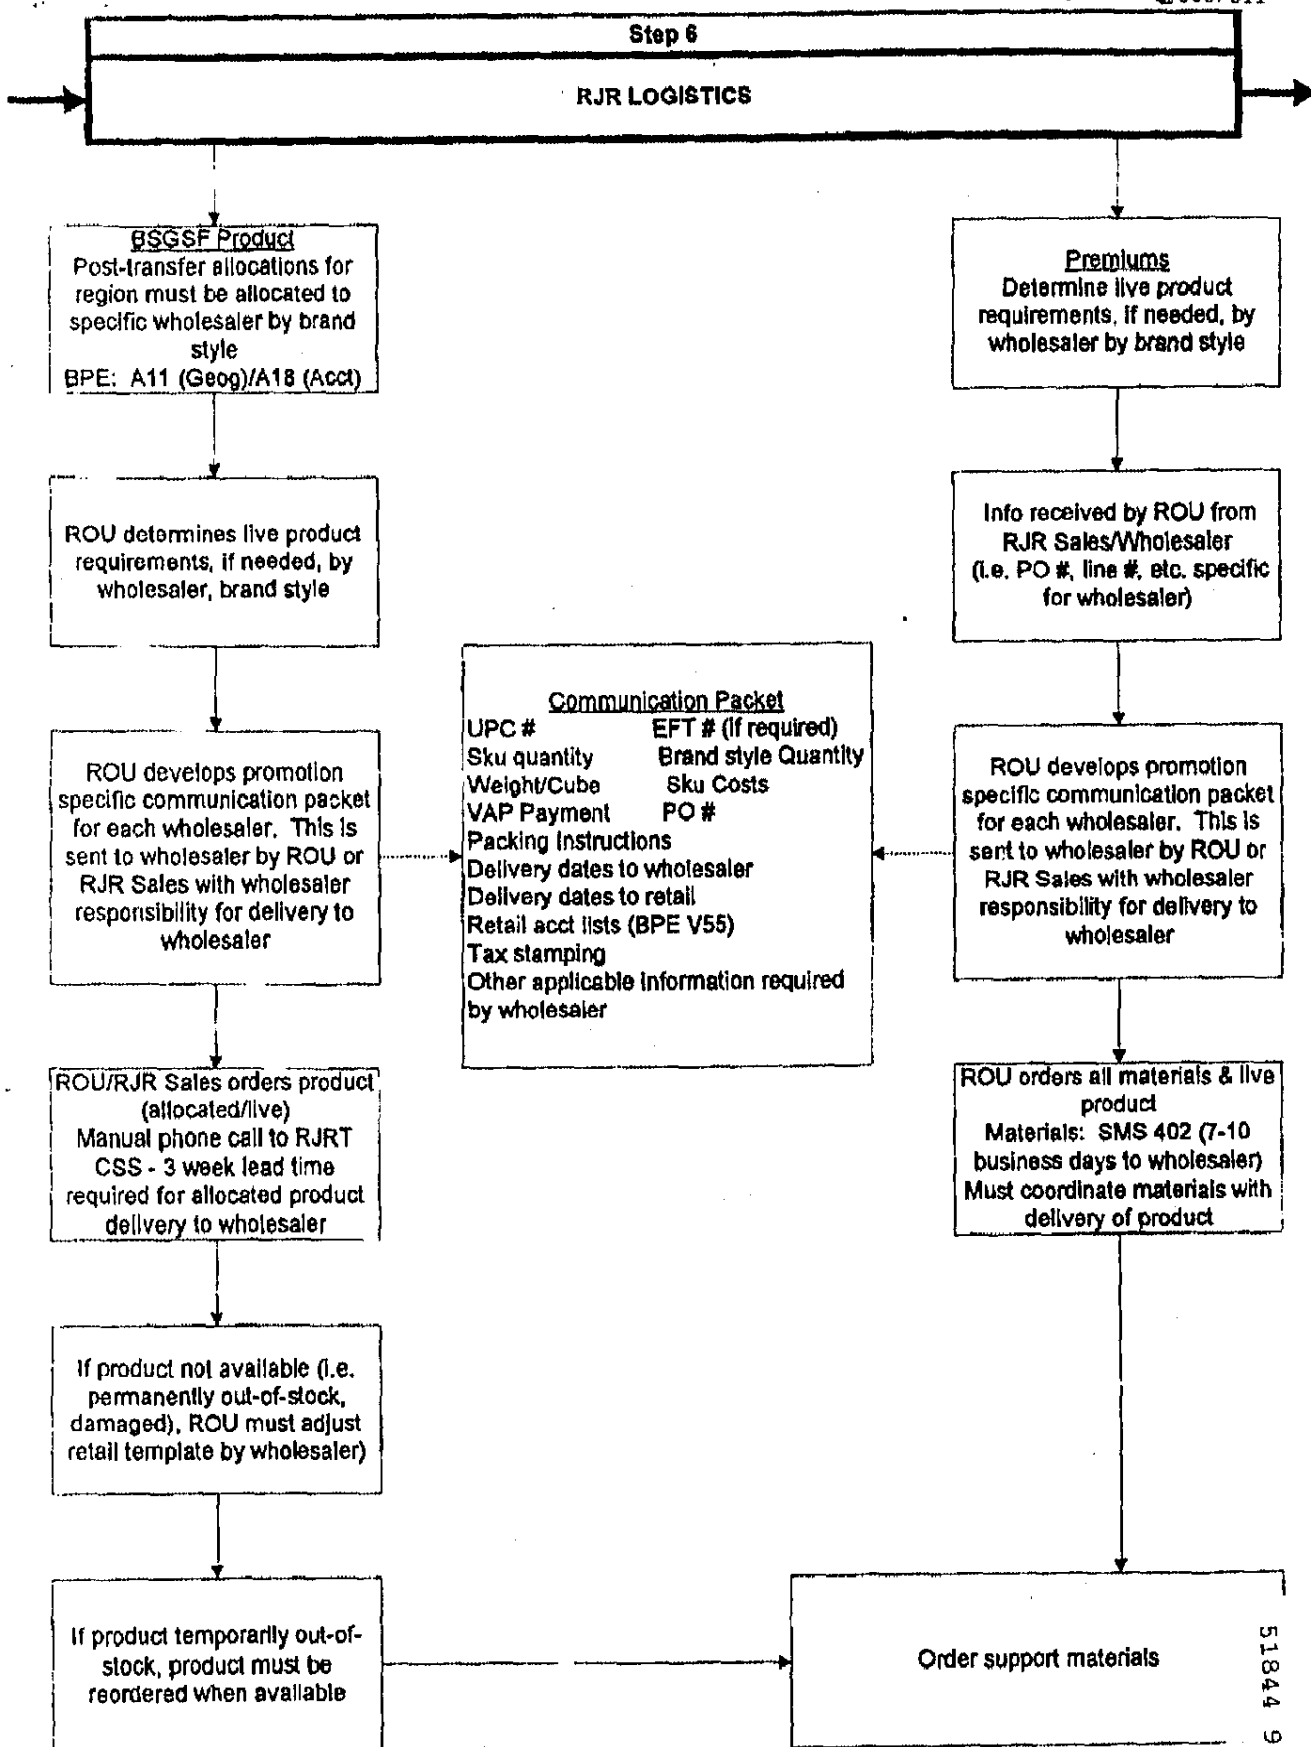 Step 6
RJR LOGISTICS
BSGSF Product
Post-transfer allocations for
region must be allocated to
specific wholesaler by brand
style
BPE: A11 (Geog)/A18 (Acct)
ROU determines live product
requirements, if needed, by
wholesaler, brand style
ROU develops promotion
specific communication packet
for each wholesaler. This is
sent to wholesaler by ROU or
RJR Sales with wholesaler
responsibility for delivery to
wholesaler
ROU/RJR Sales orders product
(allocated/live)
Manual phone call to RJRT
CSS - 3 week lead time
required for allocated product
delivery to wholesaler
If product not available (i.e.
permanently out-of-stock,
damaged), ROU must adjust
retail template by wholesaler)
If product temporarily out-of-
stock, product must be
reordered when available
Communication Packet
UPC # EFT # (if required)
Sku quantity Brand style Quantity
Weight/Cube Sku Costs
VAP Payment PO #
Packing Instructions
Delivery dates to wholesaler
Delivery dates to retail
Retail acct lists (BPE V55)
Tax stamping
Other applicable information required
by wholesaler
Premiums
Determine live product
requirements, if needed, by
wholesaler by brand style
Info received by ROU from
RJR Sales/Wholesaler
(i.e. PO #, line #, etc. specific
for wholesaler)
ROU develops promotion
specific communication packet
for each wholesaler. This is
sent to wholesaler by ROU or
RJR Sales with wholesaler
responsibility for delivery to
wholesaler
ROU orders all materials & live
product
Materials: SMS 402 (7-10
business days to wholesaler)
Must coordinate materials with
delivery of product
Order support materials
51844 9